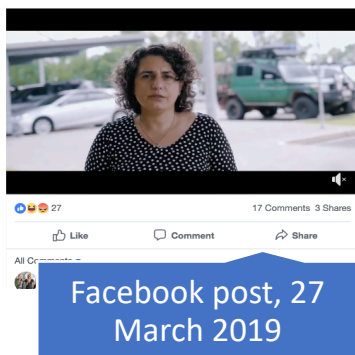 27
17 Comments 3 Shares
Like Comment Share
All Comments
Facebook post, 27
March 2019